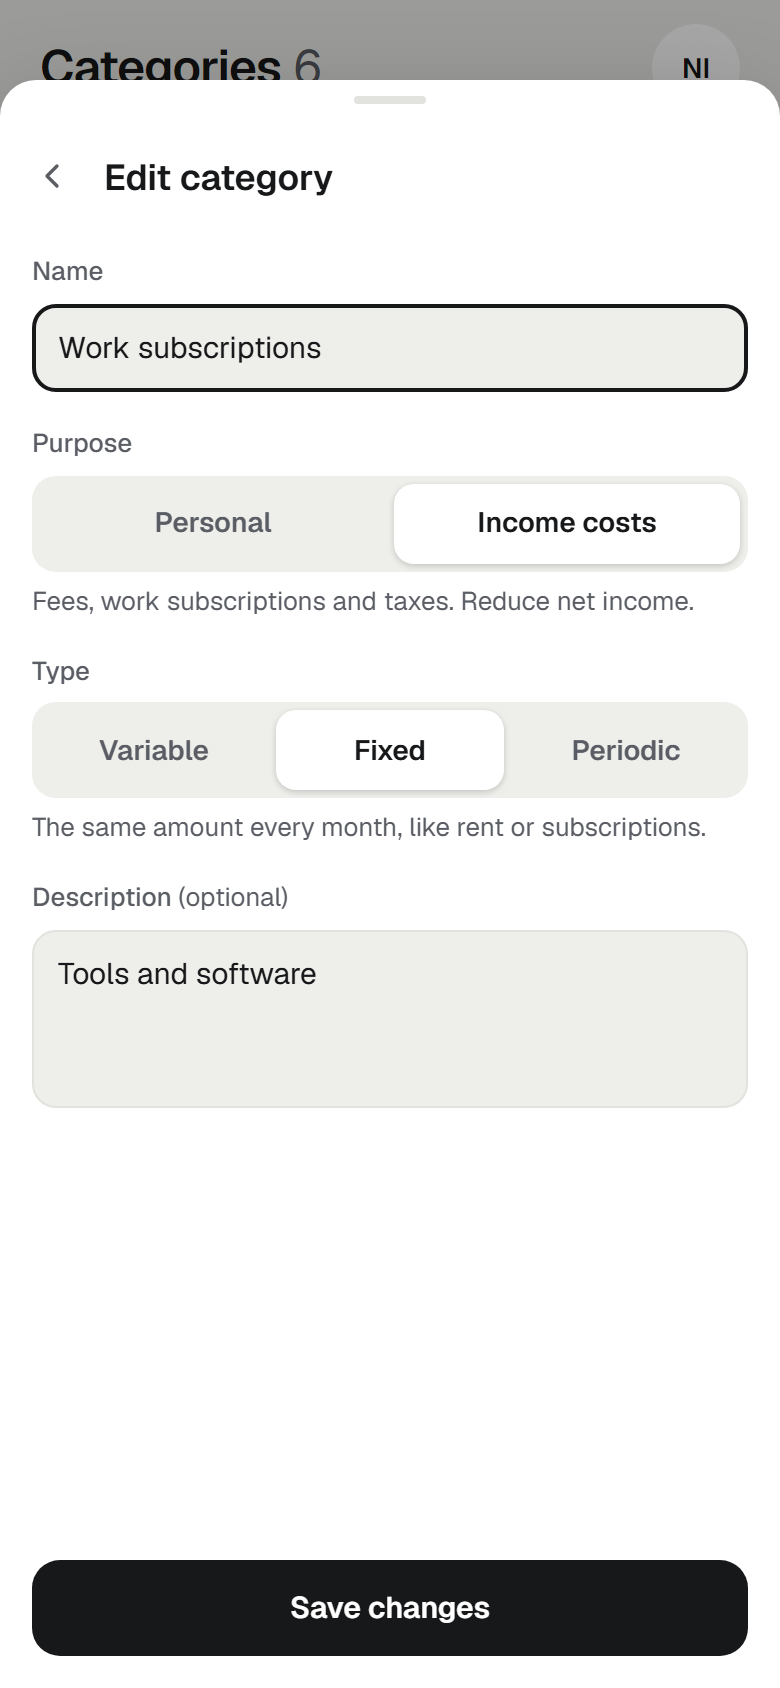 Categories 6
NI
Edit category
Name
Work subscriptions
Purpose
Personal
Income costs
Fees, work subscriptions and taxes. Reduce net income.
Type
Variable
Fixed
Periodic
The same amount every month, like rent or subscriptions.
Description (optional)
Tools and software
Save changes